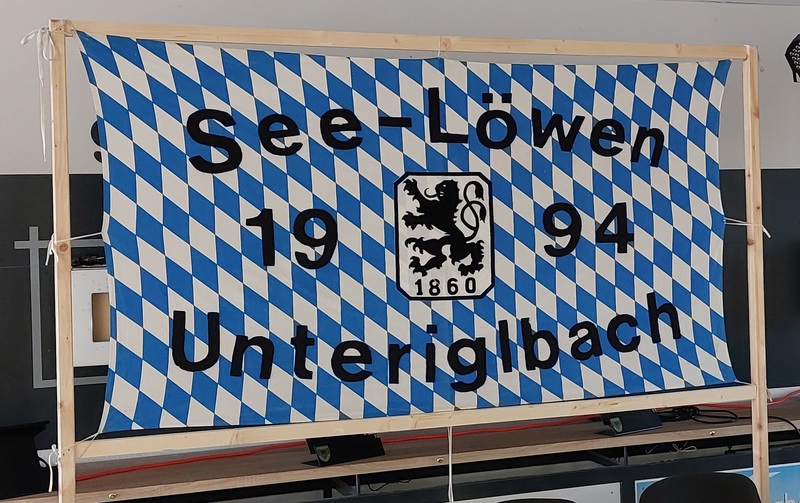 See-Löwen
19 94
1860
Unteriglbach